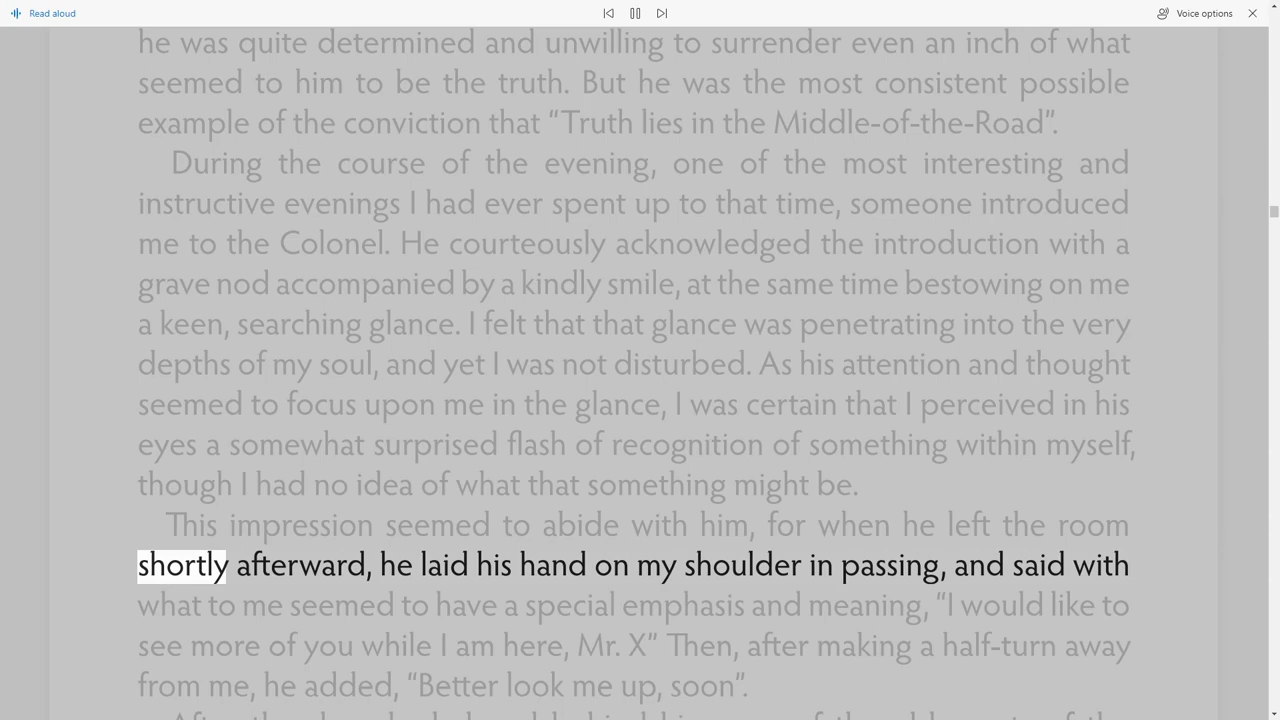 Read aloud
Voice options
he was quite determined and unwilling to surrender even an inch of what
seemed to him to be the truth. But he was the most consistent possible
example of the conviction that “Truth lies in the Middle-of-the-Road”.
During the course of the evening, one of the most interesting and
instructive evenings I had ever spent up to that time, someone introduced
me to the Colonel. He courteously acknowledged the introduction with a
grave nod accompanied by a kindly smile, at the same time bestowing on me
a keen, searching glance. I felt that that glance was penetrating into the very
depths of my soul, and yet I was not disturbed. As his attention and thought
seemed to focus upon me in the glance, I was certain that I perceived in his
eyes a somewhat surprised flash of recognition of something within myself,
though I had no idea of what that something might be.
This impression seemed to abide with him, for when he left the room
shortly afterward, he laid his hand on my shoulder in passing, and said with
what to me seemed to have a special emphasis and meaning, “I would like to
see more of you while I am here, Mr. X” Then, after making a half-turn away
from me, he added, “Better look me up, soon”.